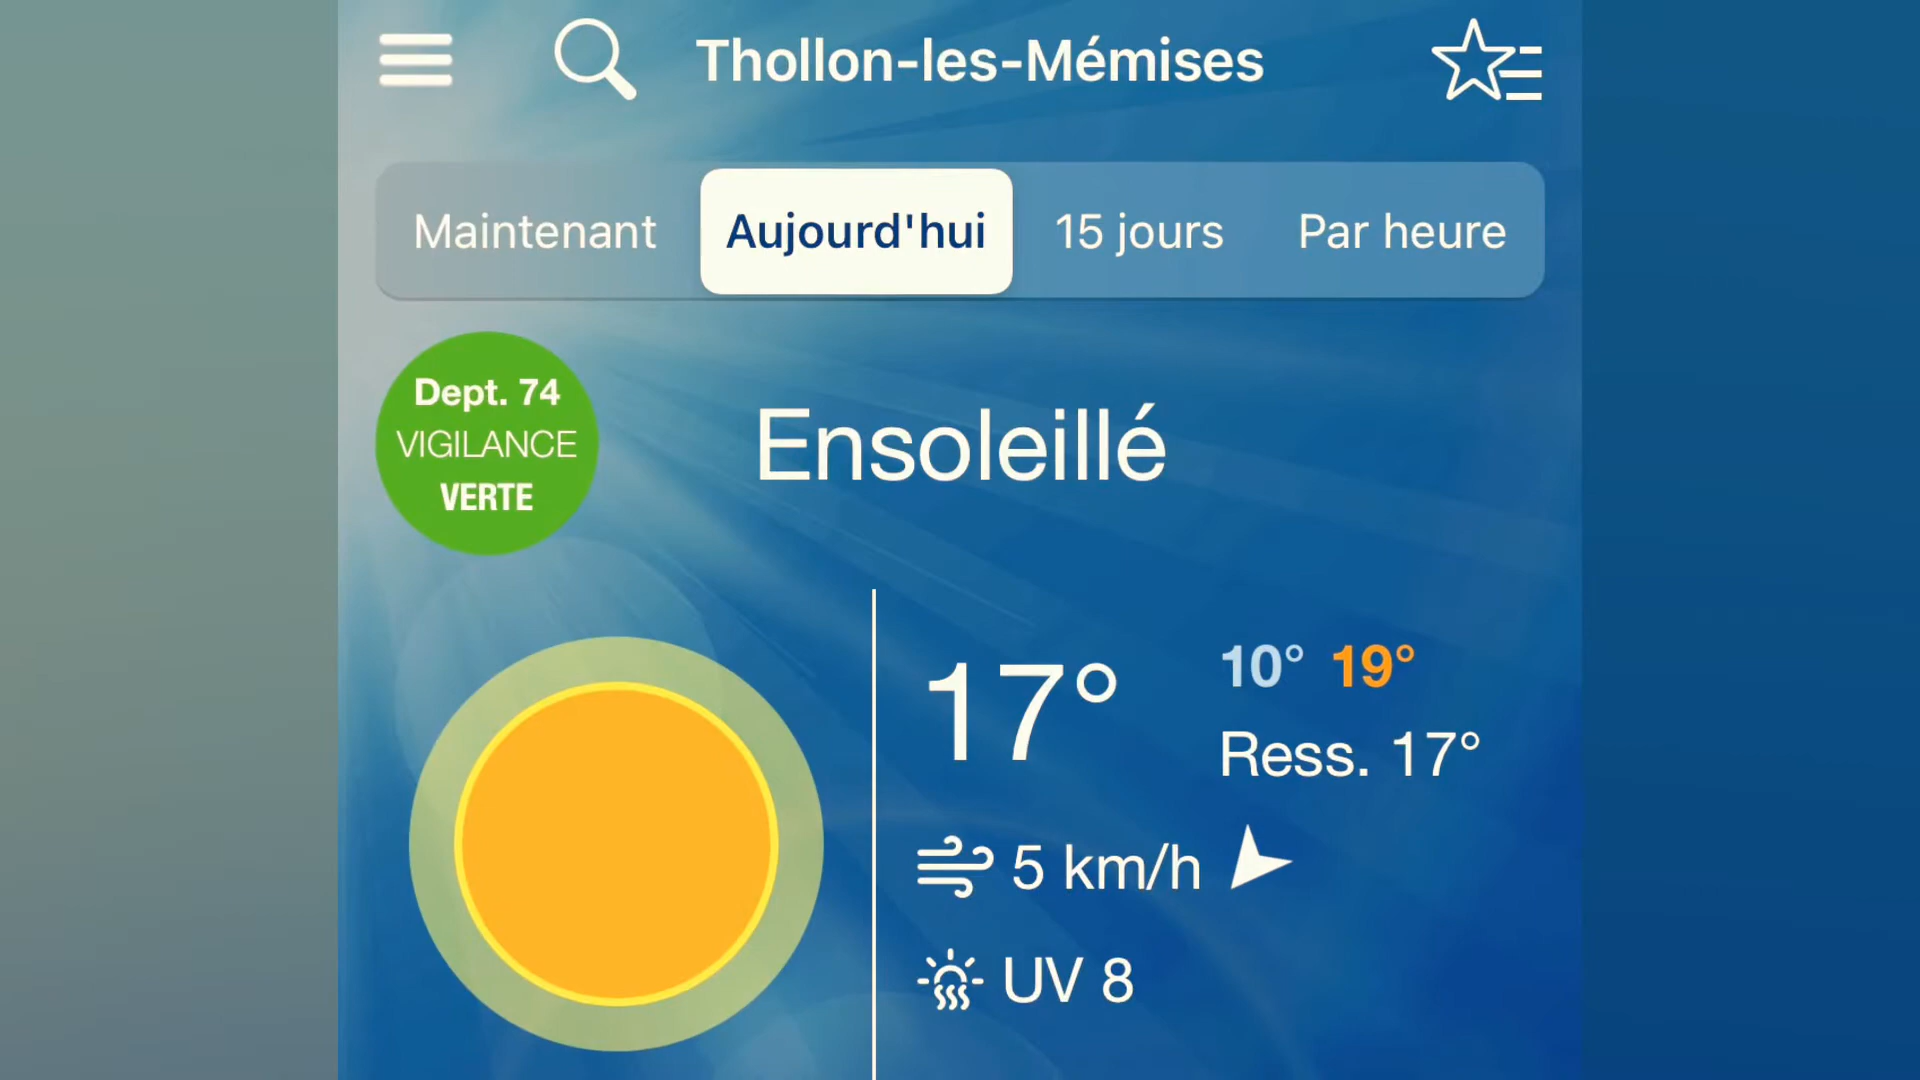 Thollon-les-Mémises
Maintenant
Aujourd'hui
15 jours
Par heure
Dept. 74
VIGILANCE
VERTE
Ensoleillé
17°
10° 19°
Ress. 17°
5 km/h
UV 8